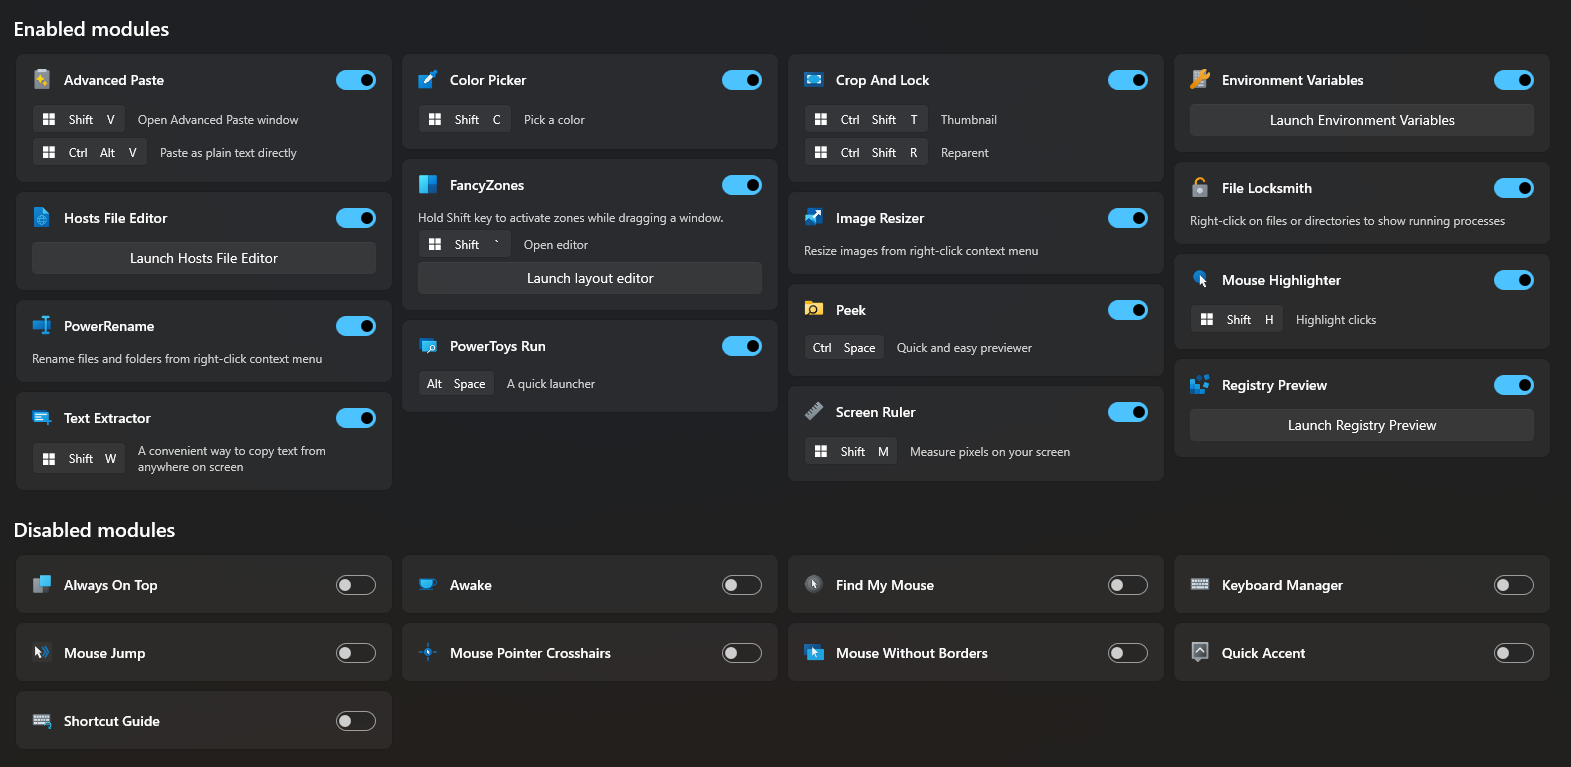 Enabled modules
Advanced Paste
Shift V Open Advanced Paste window
Ctrl Alt V Paste as plain text directly
Hosts File Editor
Launch Hosts File Editor
PowerRename
Rename files and folders from right-click context menu
Text Extractor
Shift W A convenient way to copy text from
anywhere on screen
Color Picker
Shift C Pick a color
FancyZones
Hold Shift key to activate zones while dragging a window.
Shift ` Open editor
Launch layout editor
PowerToys Run
Alt Space A quick launcher
Crop And Lock
Ctrl Shift T Thumbnail
Ctrl Shift R Reparent
Image Resizer
Resize images from right-click context menu
Peek
Ctrl Space Quick and easy previewer
Screen Ruler
Shift M Measure pixels on your screen
Environment Variables
Launch Environment Variables
File Locksmith
Right-click on files or directories to show running processes
Mouse Highlighter
Shift H Highlight clicks
Registry Preview
Launch Registry Preview
Disabled modules
Always On Top
Awake
Find My Mouse
Keyboard Manager
Mouse Jump
Mouse Pointer Crosshairs
Mouse Without Borders
Quick Accent
Shortcut Guide